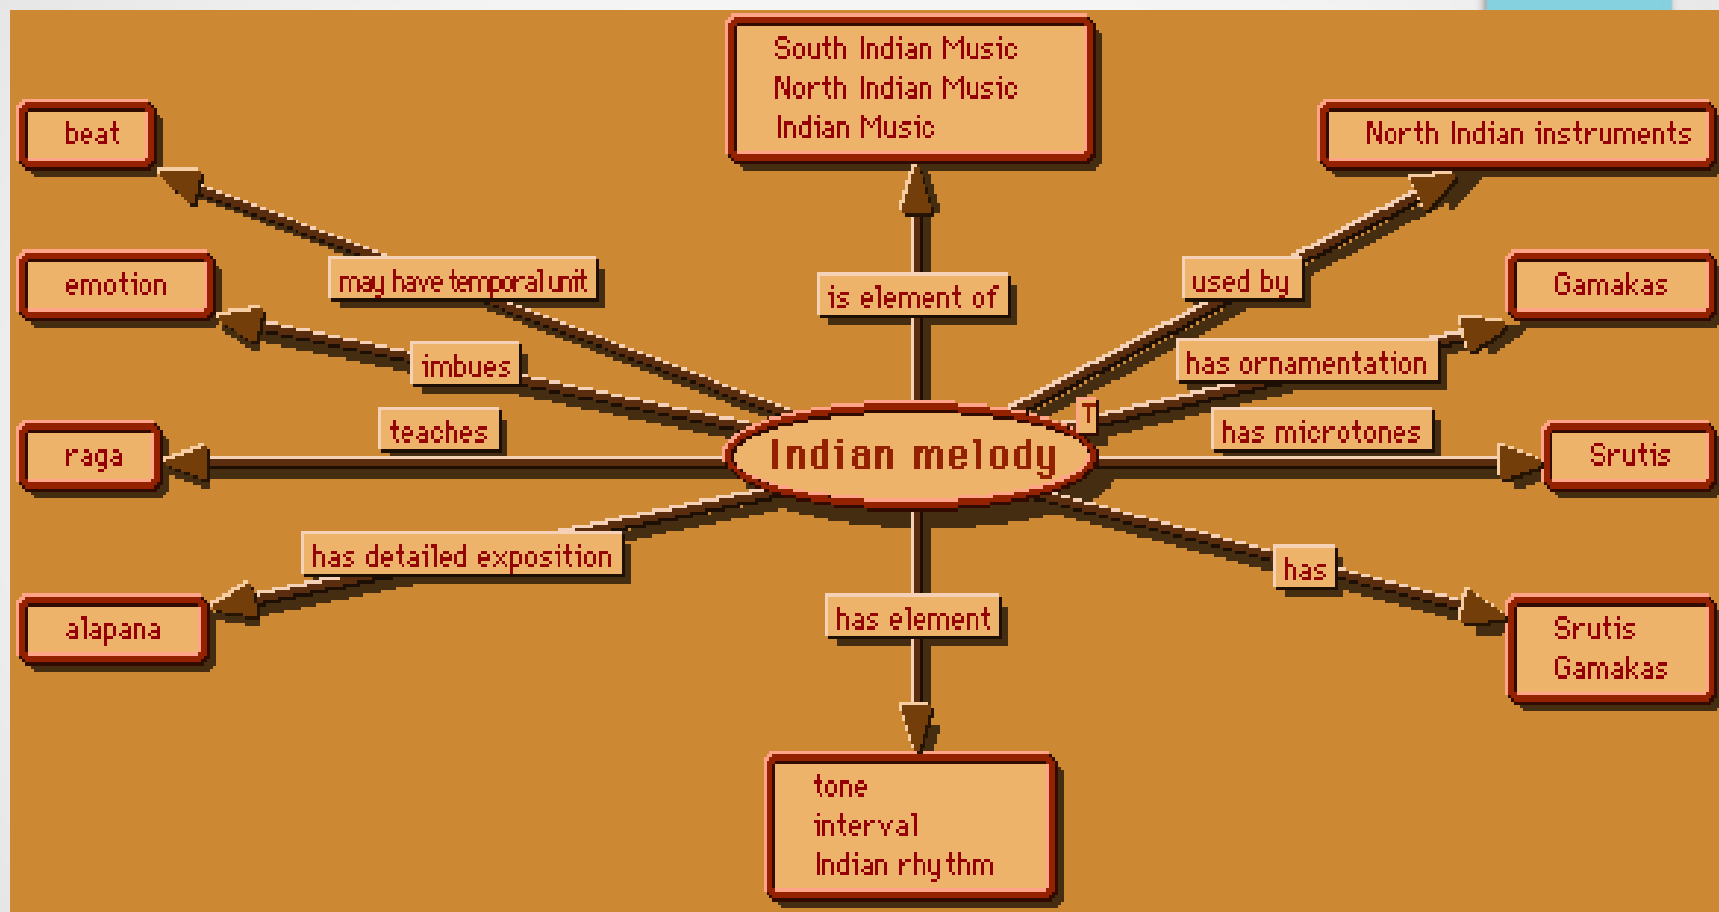 South Indian Music
North Indian Music
Indian Music
beat
North Indian instruments
emotion
may have temporal unit
is element of
used by
Gamakas
imbues
has ornamentation
T
teaches
has microtones
raga
Indian melody
Srutis
has detailed exposition
has
alapana
has element
Srutis
Gamakas
tone
interval
Indian rhythm